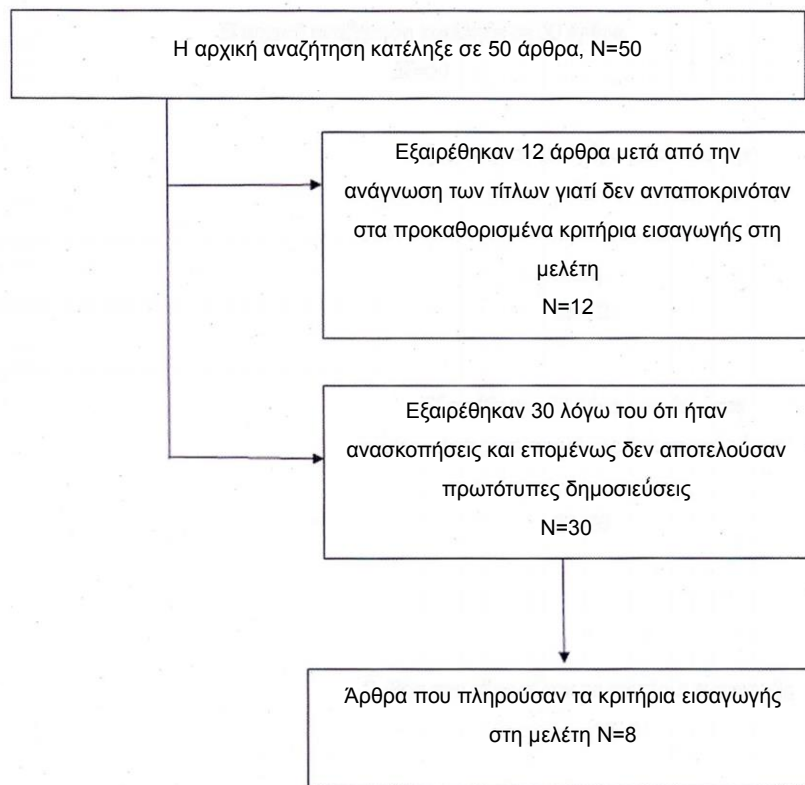 Η αρχική αναζήτηση κατέληξε σε 50 άρθρα, Ν=50
Εξαιρέθηκαν 12 άρθρα μετά από την
ανάγνωση των τίτλων γιατί δεν ανταποκρινόταν
στα προκαθορισμένα κριτήρια εισαγωγής στη
μελέτη
Ν=12
Εξαιρέθηκαν 30 λόγω του ότι ήταν
ανασκοπήσεις και επομένως δεν αποτελούσαν
πρωτότυπες δημοσιεύσεις
Ν=30
Άρθρα που πληρούσαν τα κριτήρια εισαγωγής
στη μελέτη Ν=8